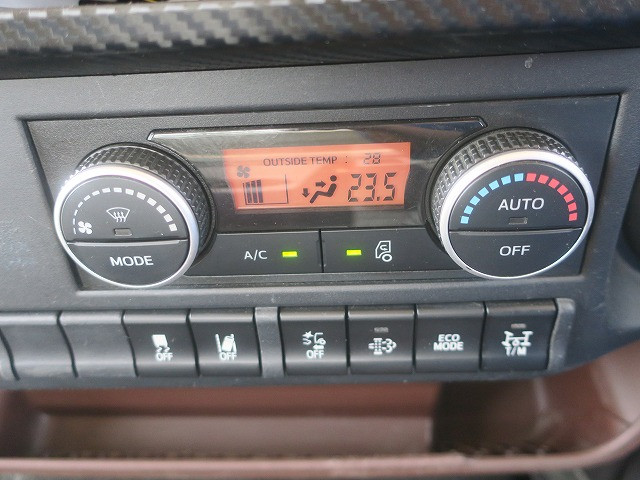 OUTSIDE TEMP : 28
23.5
AUTO
OFF
MODE
A/C
OFF
OFF
OFF
ECO
MODE
T/M